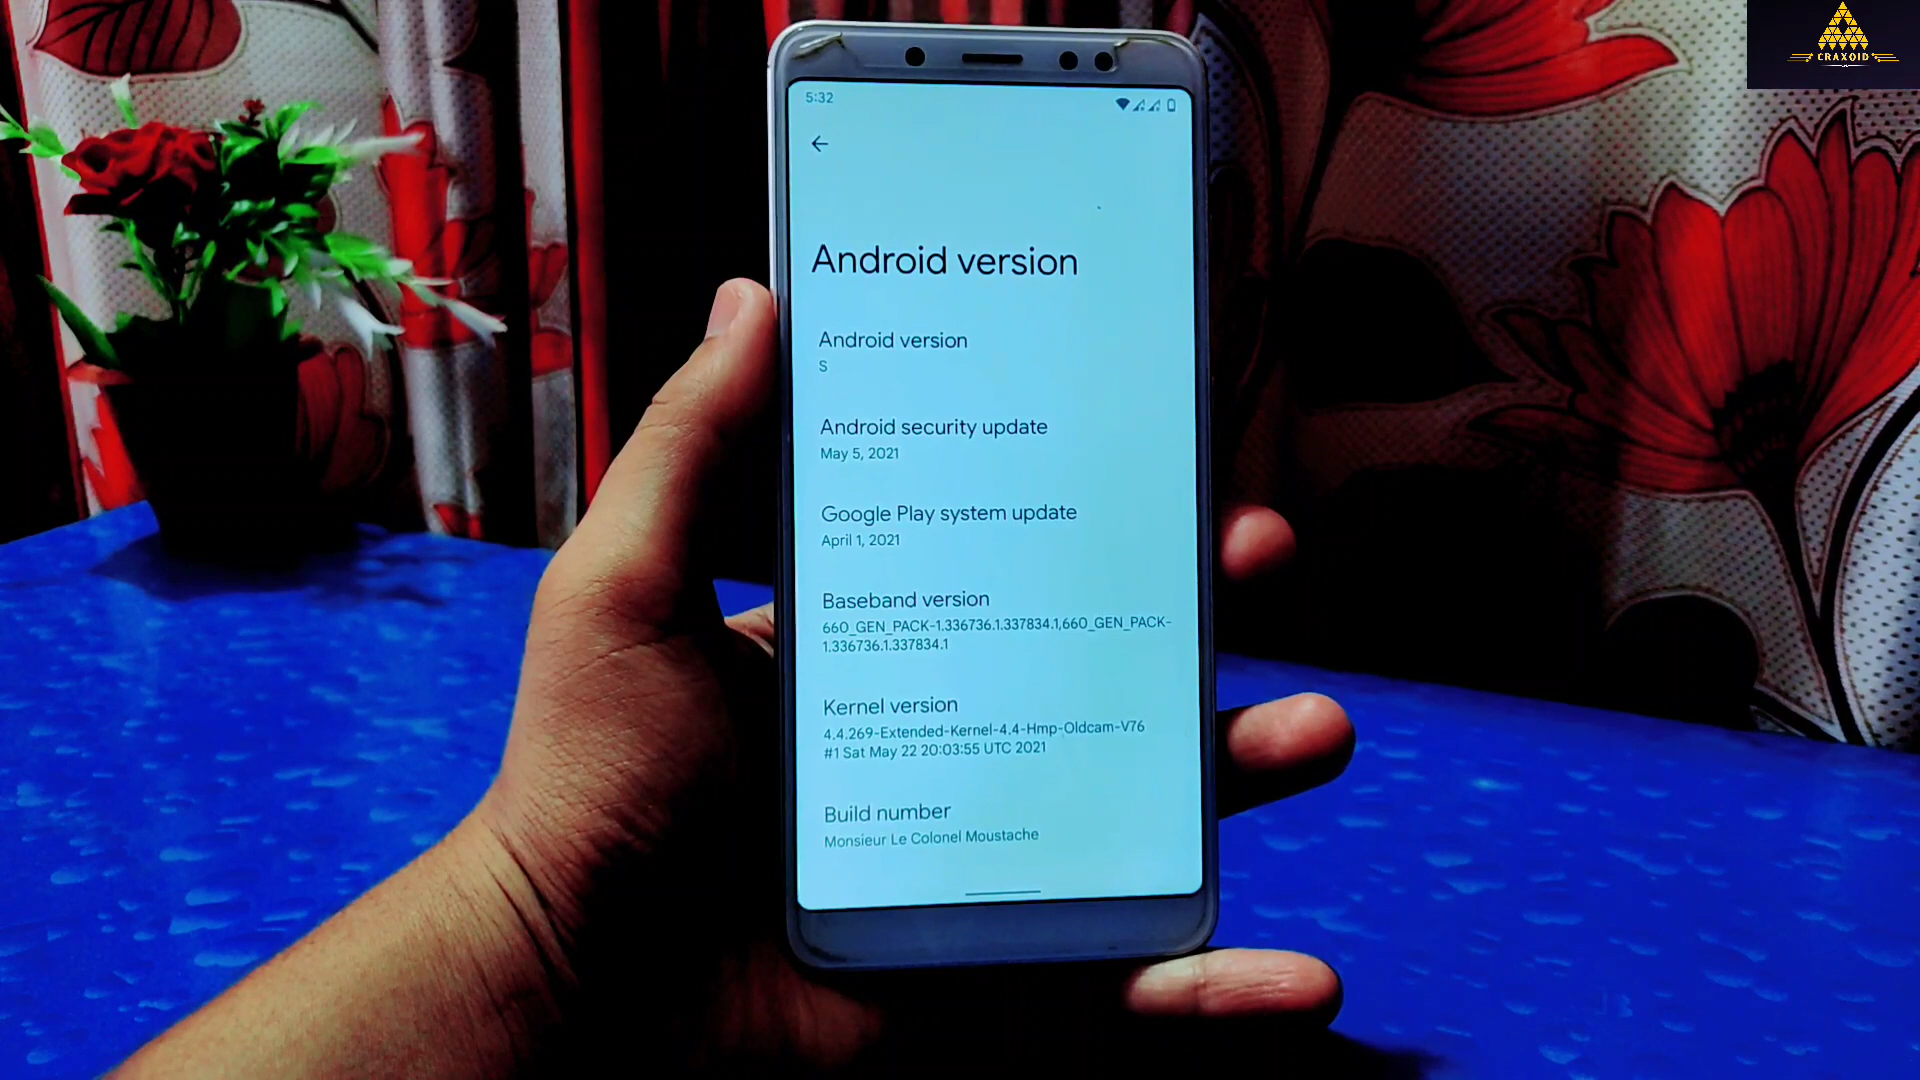 CRAXOID
5:32
Android version
Android version
S
Android security update
May 5, 2021
Google Play system update
April 1, 2021
Baseband version
660_GEN_PACK-1.336736.1.337834.1,660_GEN_PACK-
1.336736.1.337834.1
Kernel version
4.4.269-Extended-Kernel-4.4-Hmp-Oldcam-V76
#1 Sat May 22 20:03:55 UTC 2021
Build number
Monsieur Le Colonel Moustache